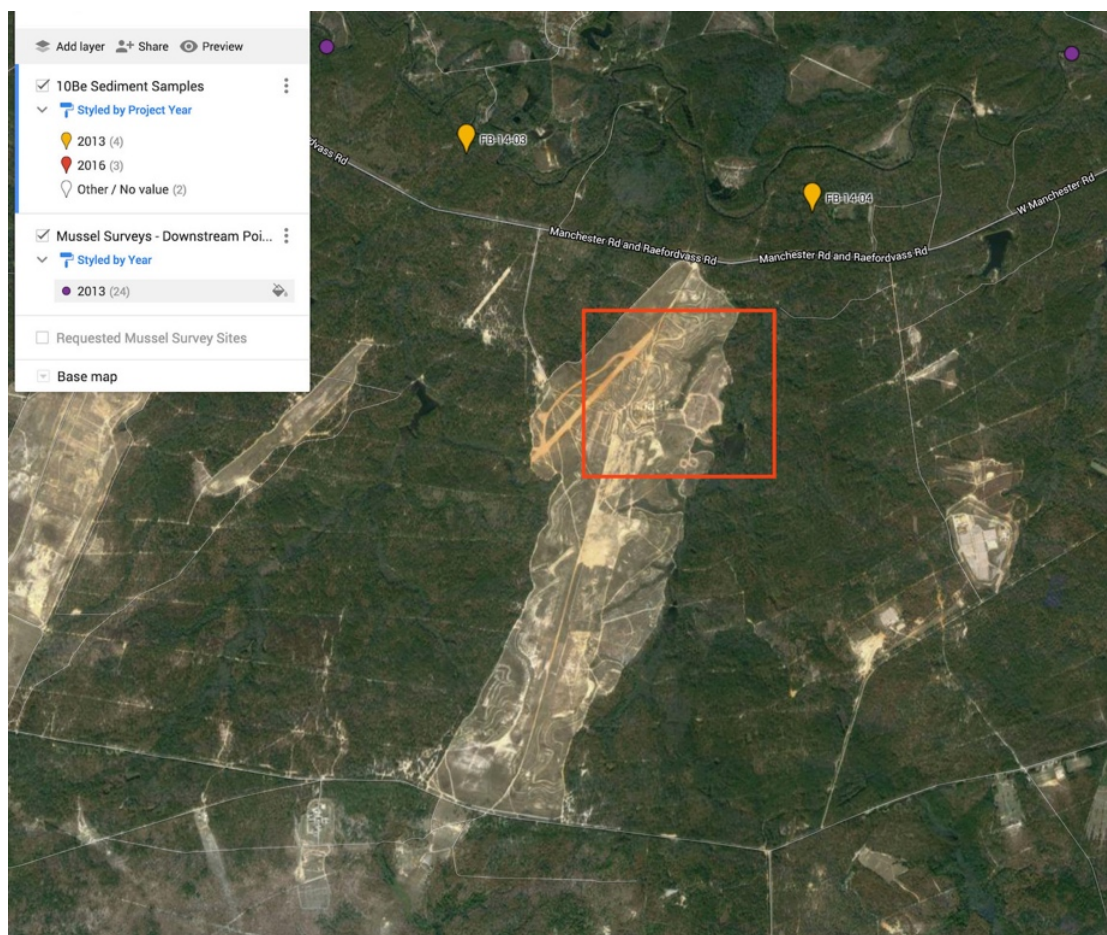 Add layer Share Preview
10Be Sediment Samples
Styled by Project Year
2013 (4)
2016 (3)
Other / No value (2)
Mussel Surveys - Downstream Poi...
Styled by Year
2013 (24)
Requested Mussel Survey Sites
Base map
FB-14-03
FB-14-04
W Manchester Rd
Manchester Rd and Raefordvass Rd
Manchester Rd and Raefordvass Rd
dvass Rd